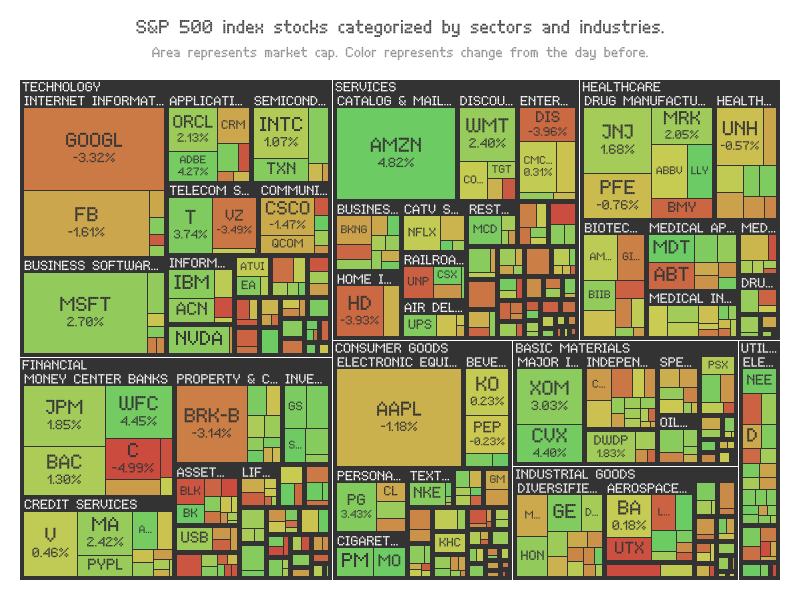 S&P 500 index stocks categorized by sectors and industries.
Area represents market cap. Color represents change from the day before.
TECHNOLOGY
INTERNET INFORMAT...
GOOGL
-3.32%
FB
-1.61%
APPLICATI...
ORCL
2.13%
CRM
ADBE
4.27%
SEMICOND...
INTC
1.07%
TXN
TELECOM S...
T
3.74%
VZ
-3.49%
COMMUNI...
CSCO
-1.47%
QCOM
BUSINESS SOFTWAR...
MSFT
2.70%
INFORM...
IBM
ACN
NVDA
ATVI
EA
SERVICES
CATALOG & MAIL...
AMZN
4.82%
DISCOU...
WMT
2.40%
CO...
TGT
ENTER...
DIS
-3.96%
CMC...
0.31%
BUSINES...
BKNG
CATV S...
NFLX
REST...
MCD
HOME I...
HD
-3.93%
RAILROA...
UNP
CSX
AIR DEL...
UPS
HEALTHCARE
DRUG MANUFACTU...
JNJ
1.68%
MRK
2.05%
PFE
-0.76%
ABBV
LLY
BMY
HEALTH...
UNH
-0.57%
BIOTEC...
AM...
GI...
BIIB
MEDICAL AP...
MDT
ABT
MEDICAL IN...
MED...
DRU...
FINANCIAL
MONEY CENTER BANKS
JPM
1.85%
WFC
4.45%
BAC
1.30%
C
-4.99%
PROPERTY & C...
BRK-B
-3.14%
INVE...
GS
S...
CREDIT SERVICES
V
0.46%
MA
2.42%
A...
PYPL
ASSET...
BLK
BK
USB
LIF...
CONSUMER GOODS
ELECTRONIC EQUI...
AAPL
-1.18%
BEVE...
KO
0.23%
PEP
-0.23%
PERSONA...
PG
3.43%
CL
TEXT...
NKE
GM
KHC
CIGARET...
PM
MO
BASIC MATERIALS
MAJOR I...
XOM
3.03%
CVX
4.40%
INDEPEN...
C...
DWDP
1.83%
SPE...
PSX
OIL...
INDUSTRIAL GOODS
DIVERSIFIE...
M...
GE
D...
HON
AEROSPACE...
BA
0.18%
L...
UTX
UTIL...
ELE...
NEE
D